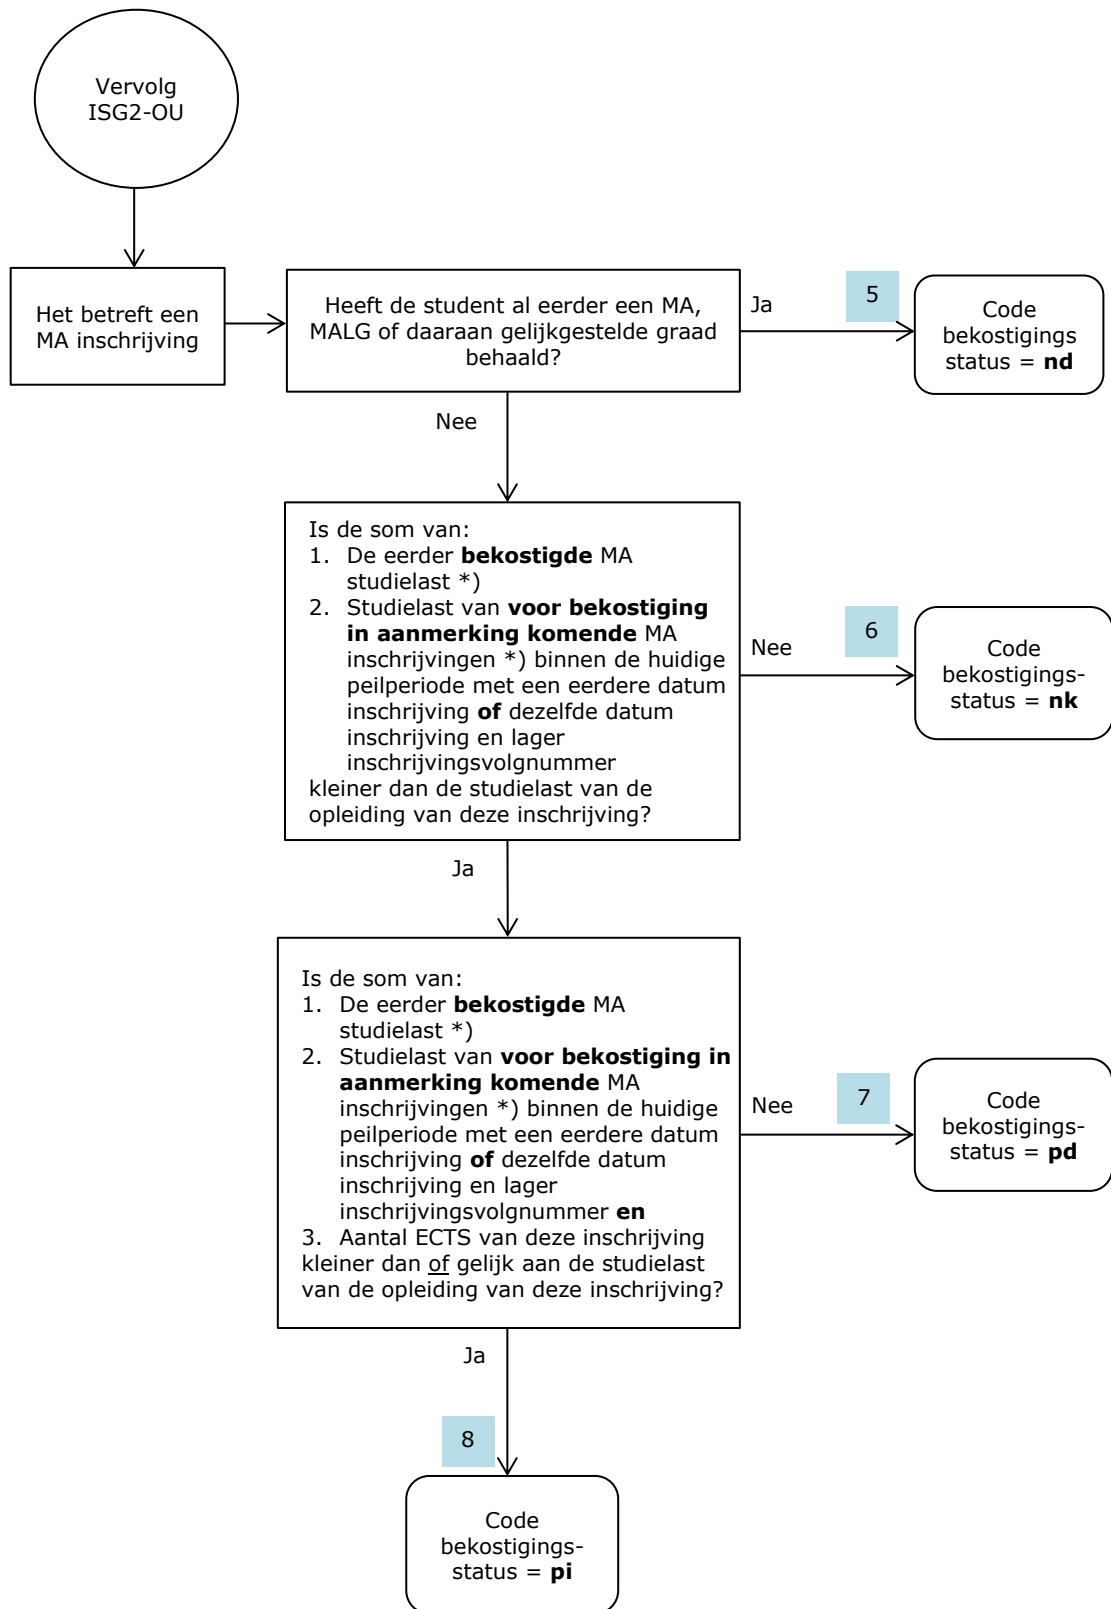 Vervolg
ISG2-OU
Het betreft een
MA inschrijving
Heeft de student al eerder een MA,
MALG of daaraan gelijkgestelde graad
behaald?
Ja
5
Code
bekostigings
status = nd
Nee
Is de som van:
1. De eerder bekostigde MA
studielast *)
2. Studielast van voor bekostiging
in aanmerking komende MA
inschrijvingen *) binnen de huidige
peilperiode met een eerdere datum
inschrijving of dezelfde datum
inschrijving en lager
inschrijvingsvolgnummer
kleiner dan de studielast van de
opleiding van deze inschrijving?
Nee
6
Code
bekostigings-
status = nk
Ja
Is de som van:
1. De eerder bekostigde MA
studielast *)
2. Studielast van voor bekostiging in
aanmerking komende MA
inschrijvingen *) binnen de huidige
peilperiode met een eerdere datum
inschrijving of dezelfde datum
inschrijving en lager
inschrijvingsvolgnummer en
3. Aantal ECTS van deze inschrijving
kleiner dan of gelijk aan de studielast
van de opleiding van deze inschrijving?
Nee
7
Code
bekostigings-
status = pd
Ja
8
Code
bekostigings-
status = pi